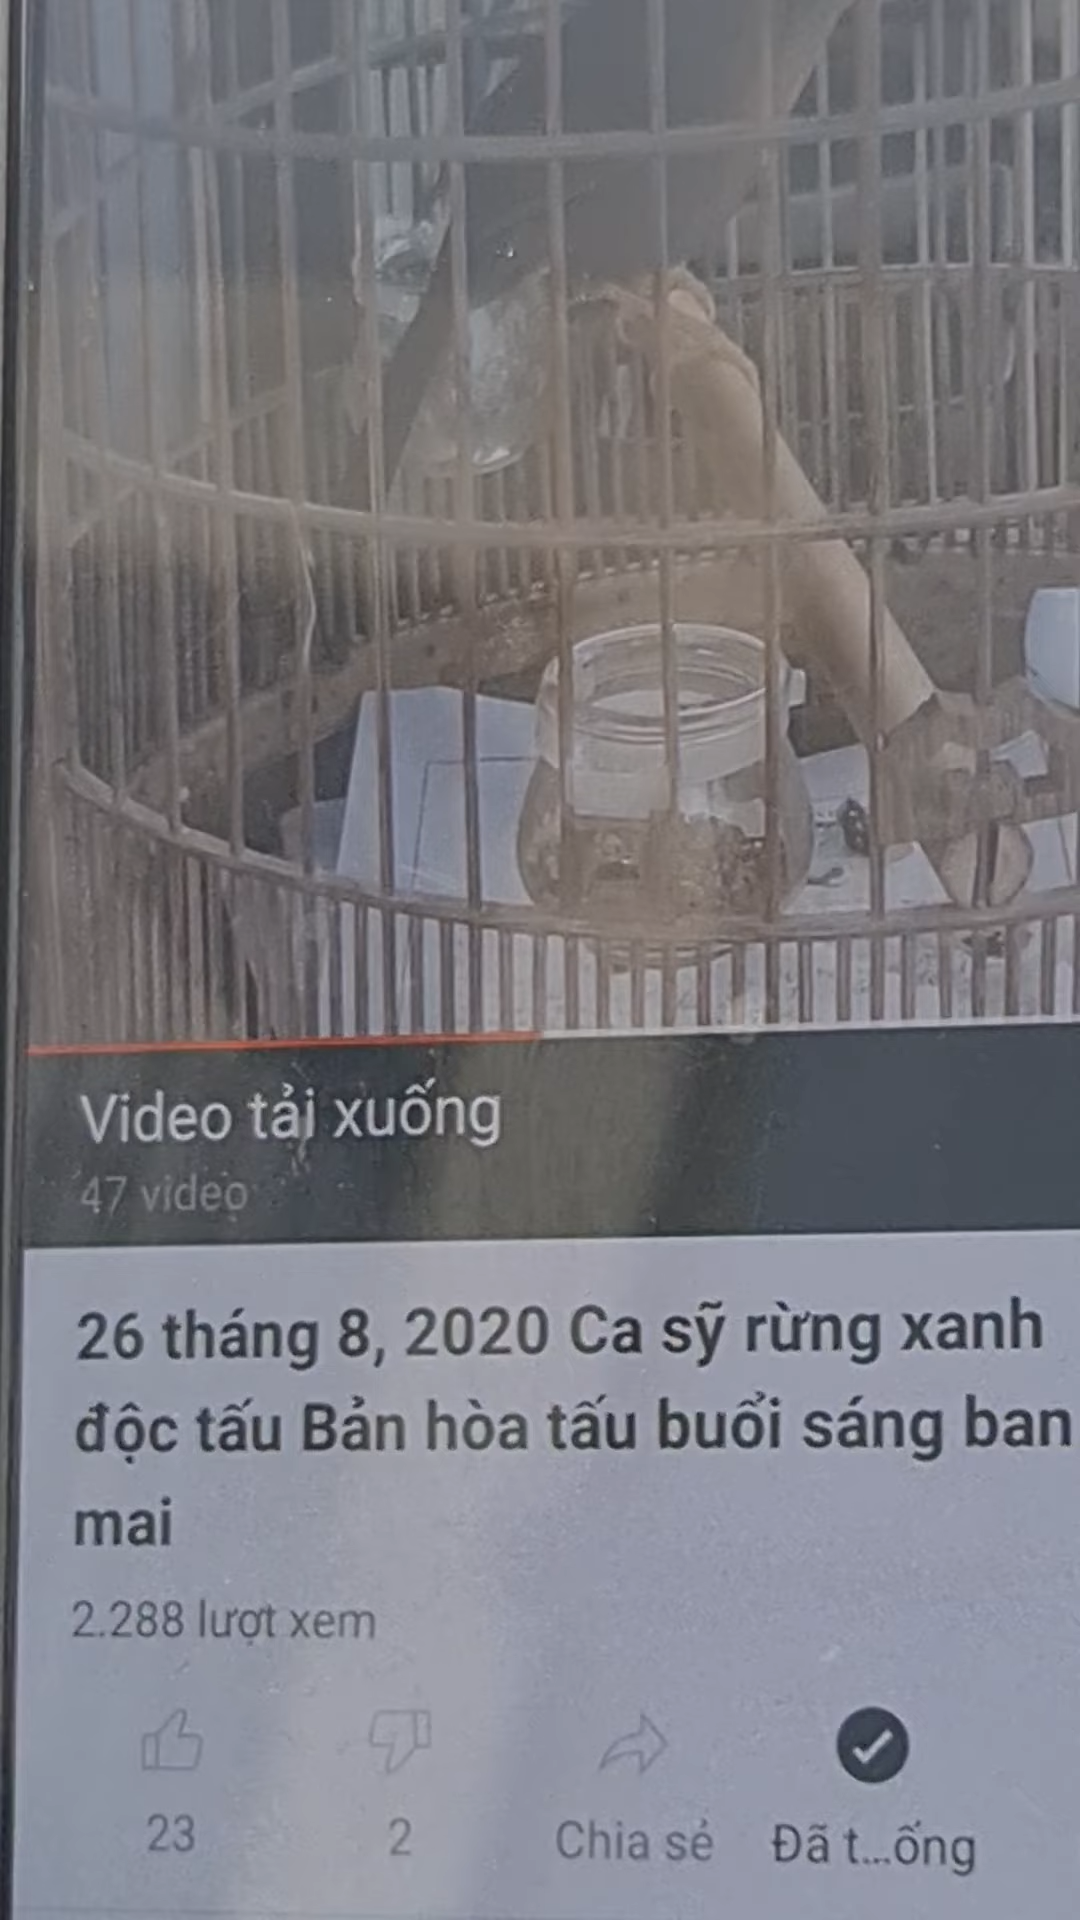 Video tải xuống
47 video
26 tháng 8, 2020 Ca sỹ rừng xanh
độc tấu Bản hòa tấu buổi sáng ban
mai
2.288 lượt xem
23
2
Chia sẻ
Đã t...ống